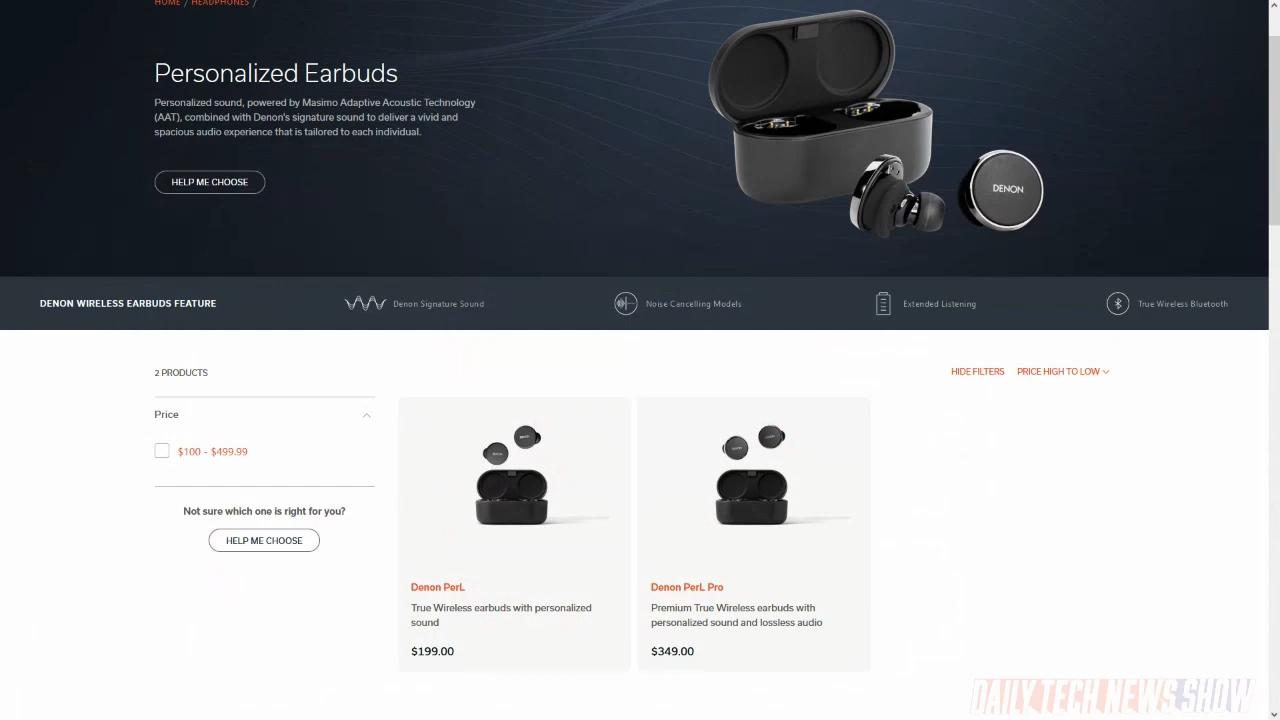 HOME / HEADPHONES /
Personalized Earbuds
Personalized sound, powered by Masimo Adaptive Acoustic Technology
(AAT), combined with Denon's signature sound to deliver a vivid and
spacious audio experience that is tailored to each individual.
HELP ME CHOOSE
DENON
DENON WIRELESS EARBUDS FEATURE
Denon Signature Sound
Noise Cancelling Models
Extended Listening
True Wireless Bluetooth
2 PRODUCTS
HIDE FILTERS
PRICE HIGH TO LOW
Price
$100 - $499.99
Not sure which one is right for you?
HELP ME CHOOSE
Denon PerL
True Wireless earbuds with personalized
sound
$199.00
Denon PerL Pro
Premium True Wireless earbuds with
personalized sound and lossless audio
$349.00
DAILY TECH NEWS SHOW